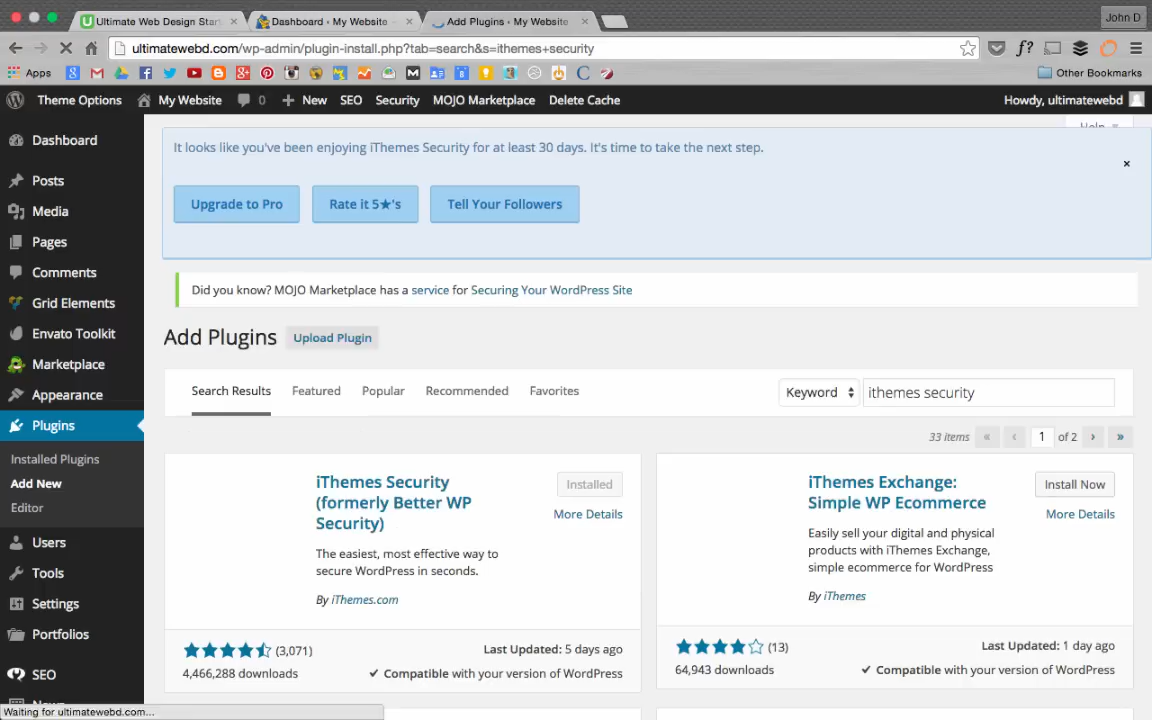 Ultimate Web Design Star
Dashboard ‹ My Website
Add Plugins ‹ My Website
John D
ultimatewebd.com/wp-admin/plugin-install.php?tab=search&s=ithemes+security
Apps
Other Bookmarks
Theme Options
My Website
0
New
SEO
Security
MOJO Marketplace
Delete Cache
Howdy, ultimatewebd
Help
Dashboard
Posts
Media
Pages
Comments
Grid Elements
Envato Toolkit
Marketplace
Appearance
Plugins
Installed Plugins
Add New
Editor
Users
Tools
Settings
Portfolios
SEO
It looks like you've been enjoying iThemes Security for at least 30 days. It's time to take the next step.
Upgrade to Pro
Rate it 5★'s
Tell Your Followers
Did you know? MOJO Marketplace has a service for Securing Your WordPress Site
Add Plugins
Upload Plugin
Search Results
Featured
Popular
Recommended
Favorites
Keyword
ithemes security
33 items « ‹ 1 of 2 › »
iThemes Security
(formerly Better WP
Security)
Installed
More Details
The easiest, most effective way to
secure WordPress in seconds.
By iThemes.com
(3,071)
4,466,288 downloads
Last Updated: 5 days ago
✓ Compatible with your version of WordPress
iThemes Exchange:
Simple WP Ecommerce
Install Now
More Details
Easily sell your digital and physical
products with iThemes Exchange,
simple ecommerce for WordPress
By iThemes
(13)
64,943 downloads
Last Updated: 1 day ago
✓ Compatible with your version of WordPress
Waiting for ultimatewebd.com...